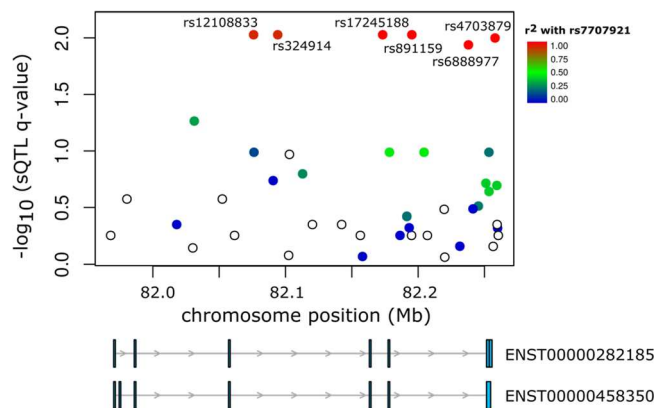 rs12108833
rs324914
rs17245188
rs891159
rs4703879
rs6888977
r2 with rs7707921
1.00
0.75
0.50
0.25
0.00
-log10 (sQTL q-value)
2.0
1.5
1.0
0.5
0.0
82.0
82.1
82.2
chromosome position (Mb)
ENST00000282185
ENST00000458350